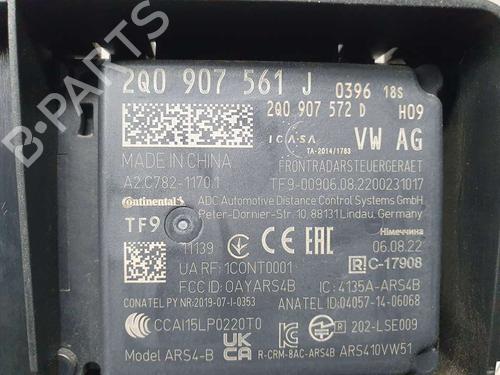 2Q0 907 561 J 0396 18s
2Q0 907 572 D H09
ICASA
TA-2014/1783
VW AG
MADE IN CHINA
FRONTRADARSTEUERGERAET
A2.C782-1170.1 TF9-00906.08.2200231017
Continental ADC Automotive Distance Control Systems GmbH
Peter-Dornier-Str. 10, 88131 Lindau, Germany
TF9
Німеччина
11139 CE EAC 06.08.22
UA RF: 1CONT0001 R C-17908
FCC ID: OAYARS4B IC: 4135A-ARS4B
CONATEL PY NR:2019-07-I-0353 ANATEL ID:04057-14-06068
CCAI15LP0220T0 UK CA R 202-LSE009
Model ARS4-B R-CRM-8AC-ARS4B ARS410VW51